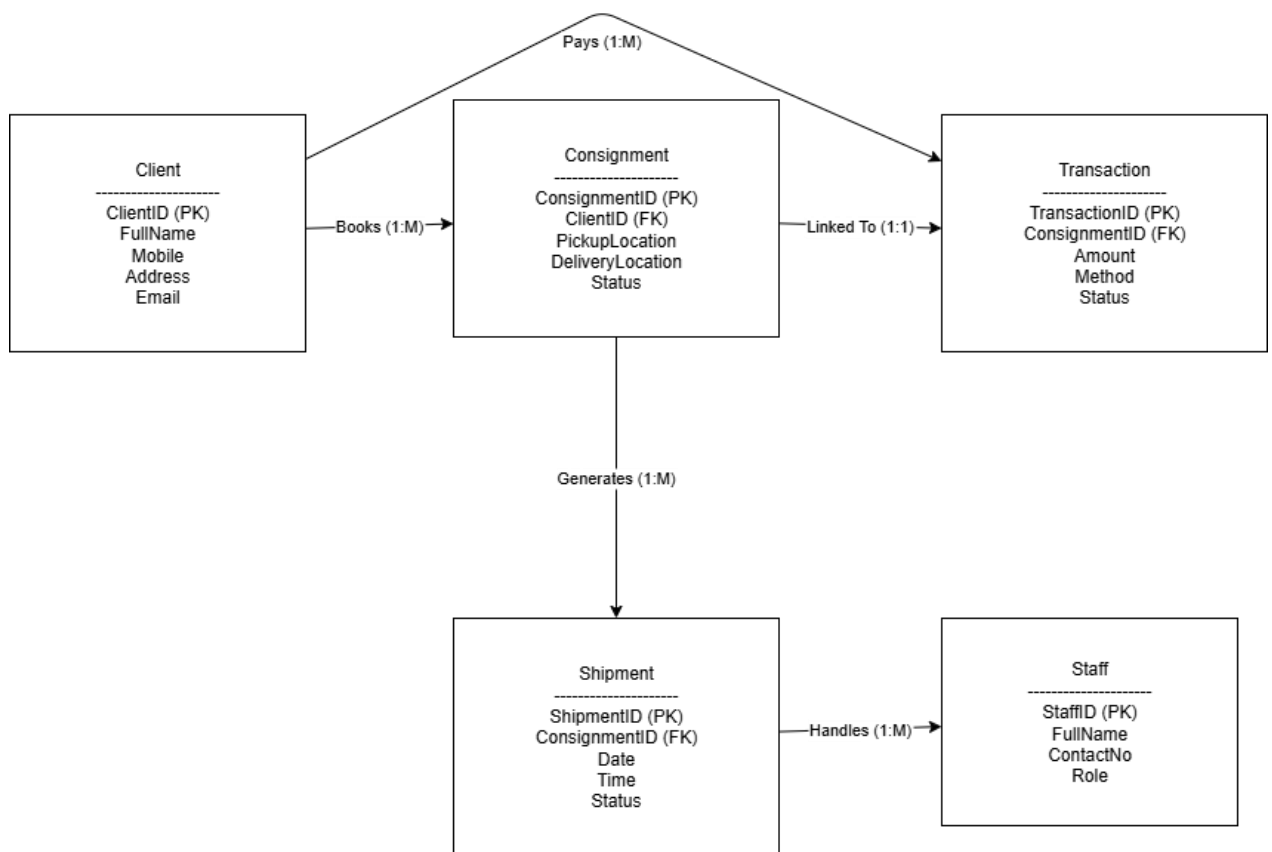 Pays (1:M)
Client
---------------------
ClientID (PK)
FullName
Mobile
Address
Email
Books (1:M)
Consignment
---------------------
ConsignmentID (PK)
ClientID (FK)
PickupLocation
DeliveryLocation
Status
Linked To (1:1)
Transaction
---------------------
TransactionID (PK)
ConsignmentID (FK)
Amount
Method
Status
Generates (1:M)
Shipment
---------------------
ShipmentID (PK)
ConsignmentID (FK)
Date
Time
Status
Handles (1:M)
Staff
---------------------
StaffID (PK)
FullName
ContactNo
Role